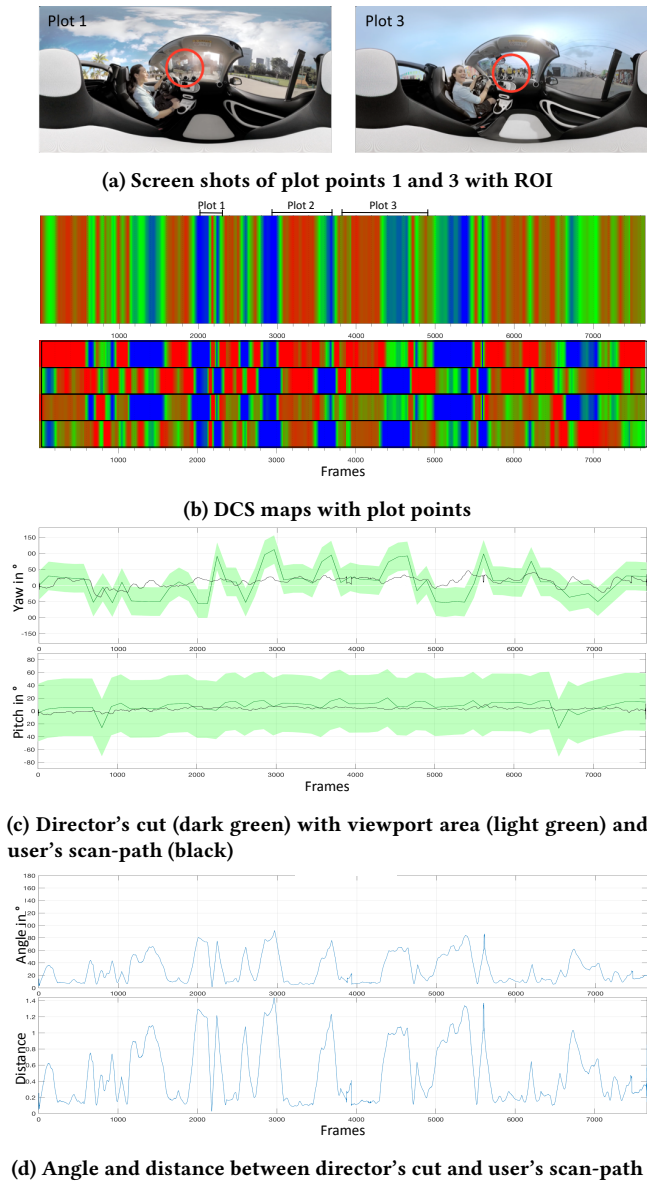 Plot 1
Plot 3
(a) Screen shots of plot points 1 and 3 with ROI
Plot 1 Plot 2 Plot 3
1000 2000 3000 4000 5000 6000 7000
1000 2000 3000 4000 5000 6000 7000
Frames
(b) DCS maps with plot points
Yaw in °
150
00
50
0
50
00
-150
0 1000 2000 3000 4000 5000 6000 7000
Pitch in °
80
60
40
20
0
-20
-40
-60
-80
0 1000 2000 3000 4000 5000 6000 7000
Frames
(c) Director's cut (dark green) with viewport area (light green) and
user's scan-path (black)
Angle in °
180
160
140
120
100
80
60
40
20
0
0 1000 2000 3000 4000 5000 6000 7000
Distance
1.4
1.2
1
0.8
0.6
0.4
0.2
0
0 1000 2000 3000 4000 5000 6000 7000
Frames
(d) Angle and distance between director's cut and user's scan-path